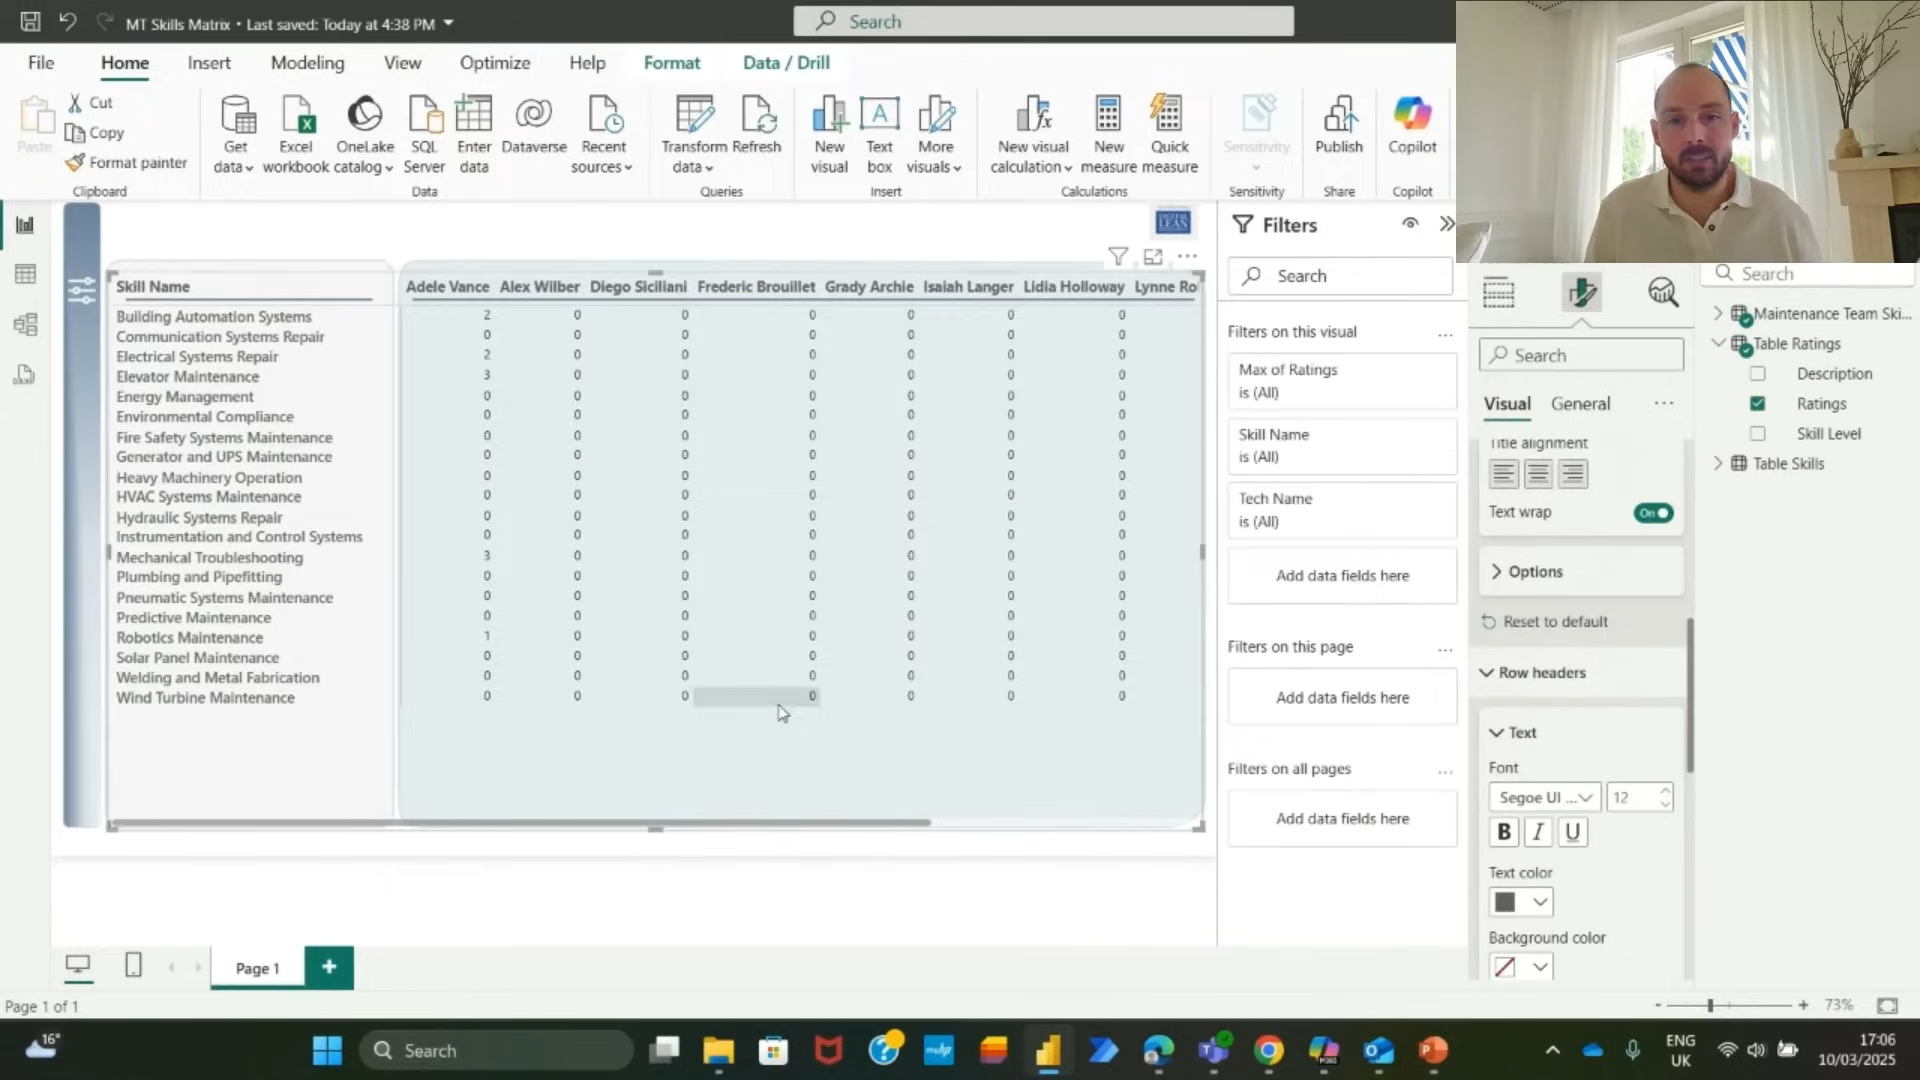 MT Skills Matrix • Last saved: Today at 4:38 PM
Search
File Home Insert Modeling View Optimize Help Format Data / Drill
Paste
Cut
Copy
Format painter
Clipboard
Get data
Excel workbook
OneLake catalog
SQL Server
Enter data
Dataverse
Recent sources
Data
Transform data
Refresh
Queries
New visual
Text box
More visuals
Insert
New visual calculation
New measure
Quick measure
Calculations
Sensitivity
Sensitivity
Publish
Share
Copilot
Copilot
DIGITAL LEAN
Skill Name Adele Vance Alex Wilber Diego Siciliani Frederic Brouillet Grady Archie Isaiah Langer Lidia Holloway Lynne Ro
Building Automation Systems 2 0 0 0 0 0 0
Communication Systems Repair 0 0 0 0 0 0 0
Electrical Systems Repair 2 0 0 0 0 0 0
Elevator Maintenance 3 0 0 0 0 0 0
Energy Management 0 0 0 0 0 0 0
Environmental Compliance 0 0 0 0 0 0 0
Fire Safety Systems Maintenance 0 0 0 0 0 0 0
Generator and UPS Maintenance 0 0 0 0 0 0 0
Heavy Machinery Operation 0 0 0 0 0 0 0
HVAC Systems Maintenance 0 0 0 0 0 0 0
Hydraulic Systems Repair 0 0 0 0 0 0 0
Instrumentation and Control Systems 0 0 0 0 0 0 0
Mechanical Troubleshooting 3 0 0 0 0 0 0
Plumbing and Pipefitting 0 0 0 0 0 0 0
Pneumatic Systems Maintenance 0 0 0 0 0 0 0
Predictive Maintenance 0 0 0 0 0 0 0
Robotics Maintenance 1 0 0 0 0 0 0
Solar Panel Maintenance 0 0 0 0 0 0 0
Welding and Metal Fabrication 0 0 0 0 0 0 0
Wind Turbine Maintenance 0 0 0 0 0 0 0
Filters
Search
Filters on this visual ...
Max of Ratings
is (All)
Skill Name
is (All)
Tech Name
is (All)
Add data fields here
Filters on this page ...
Add data fields here
Filters on all pages ...
Add data fields here
Search
Visual General ...
Title alignment
Text wrap On
Options
Reset to default
Row headers
Text
Font
Segoe UI ... 12
B I U
Text color
Background color
Search
Maintenance Team Ski...
Table Ratings
Description
Ratings
Skill Level
Table Skills
Page 1 +
Page 1 of 1
- + 73%
16°
Search
myhp
M365
ENG
UK
17:06
10/03/2025